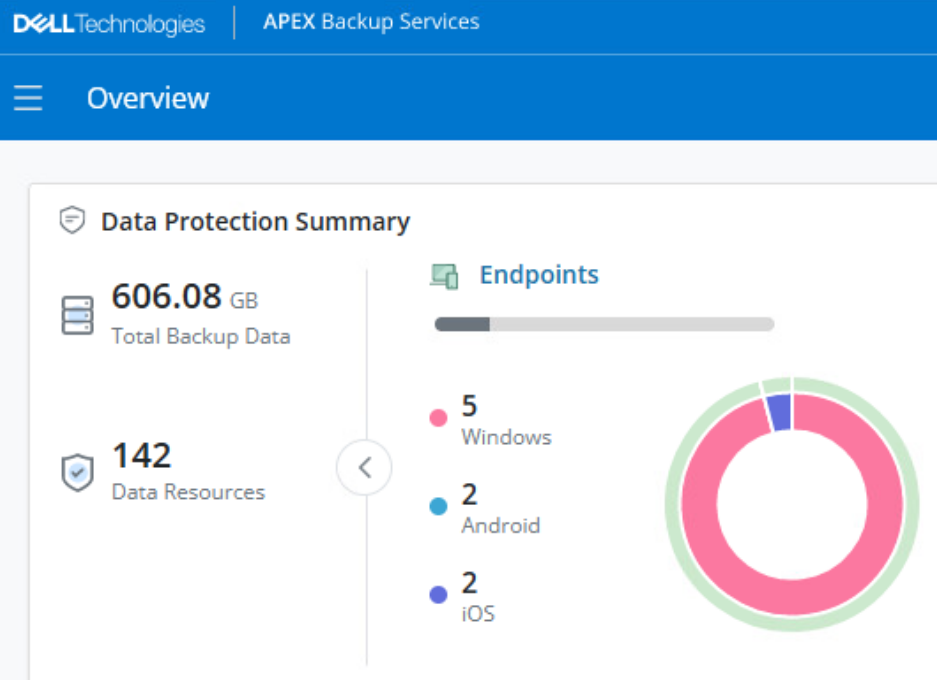 DELLTechnologies
APEX Backup Services
Overview
Data Protection Summary
606.08 GB
Total Backup Data
142
Data Resources
Endpoints
5
Windows
2
Android
2
iOS